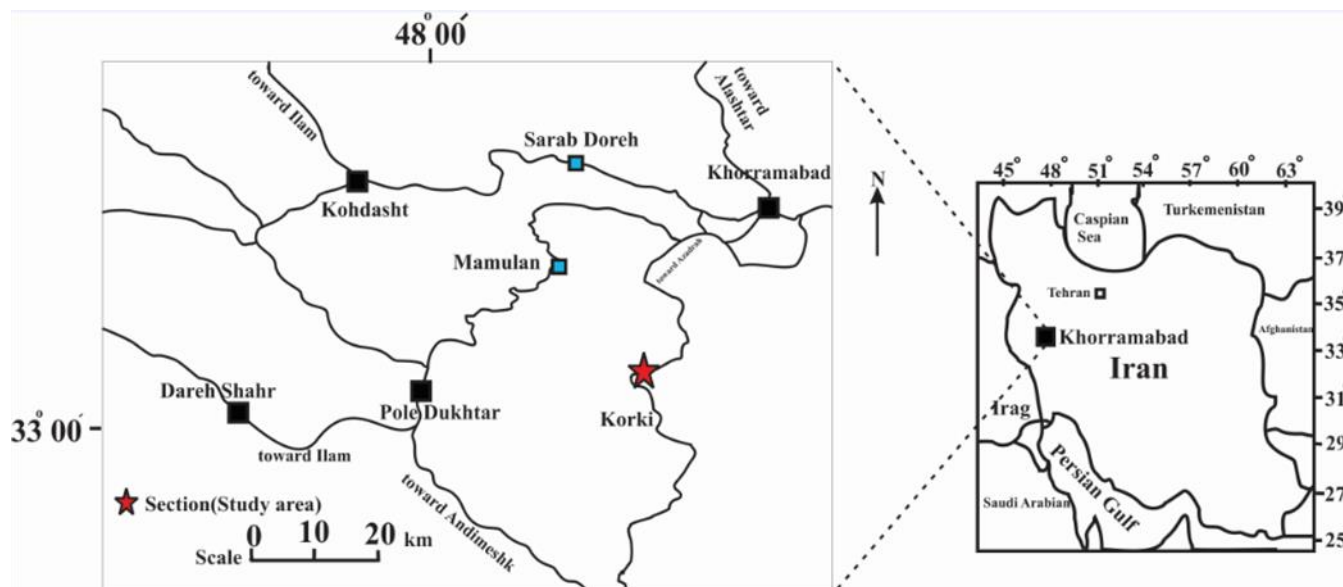 48° 00′
toward Ilam
toward Alashtar
Sarab Doreh
Khorramabad
Kohdasht
N
toward Azadrah
Mamulan
Dareh Shahr
Pole Dukhtar
Korki
33° 00′
toward Ilam
toward Andimeshk
Section(Study area)
0 10 20 km
Scale
45° 48° 51° 54° 57° 60° 63°
Caspian Sea
Turkemenistan
39
37
Tehran
35
Afghanistan
Khorramabad
33
Iran
31
Irag
29
Persian Gulf
27
Saudi Arabian
25